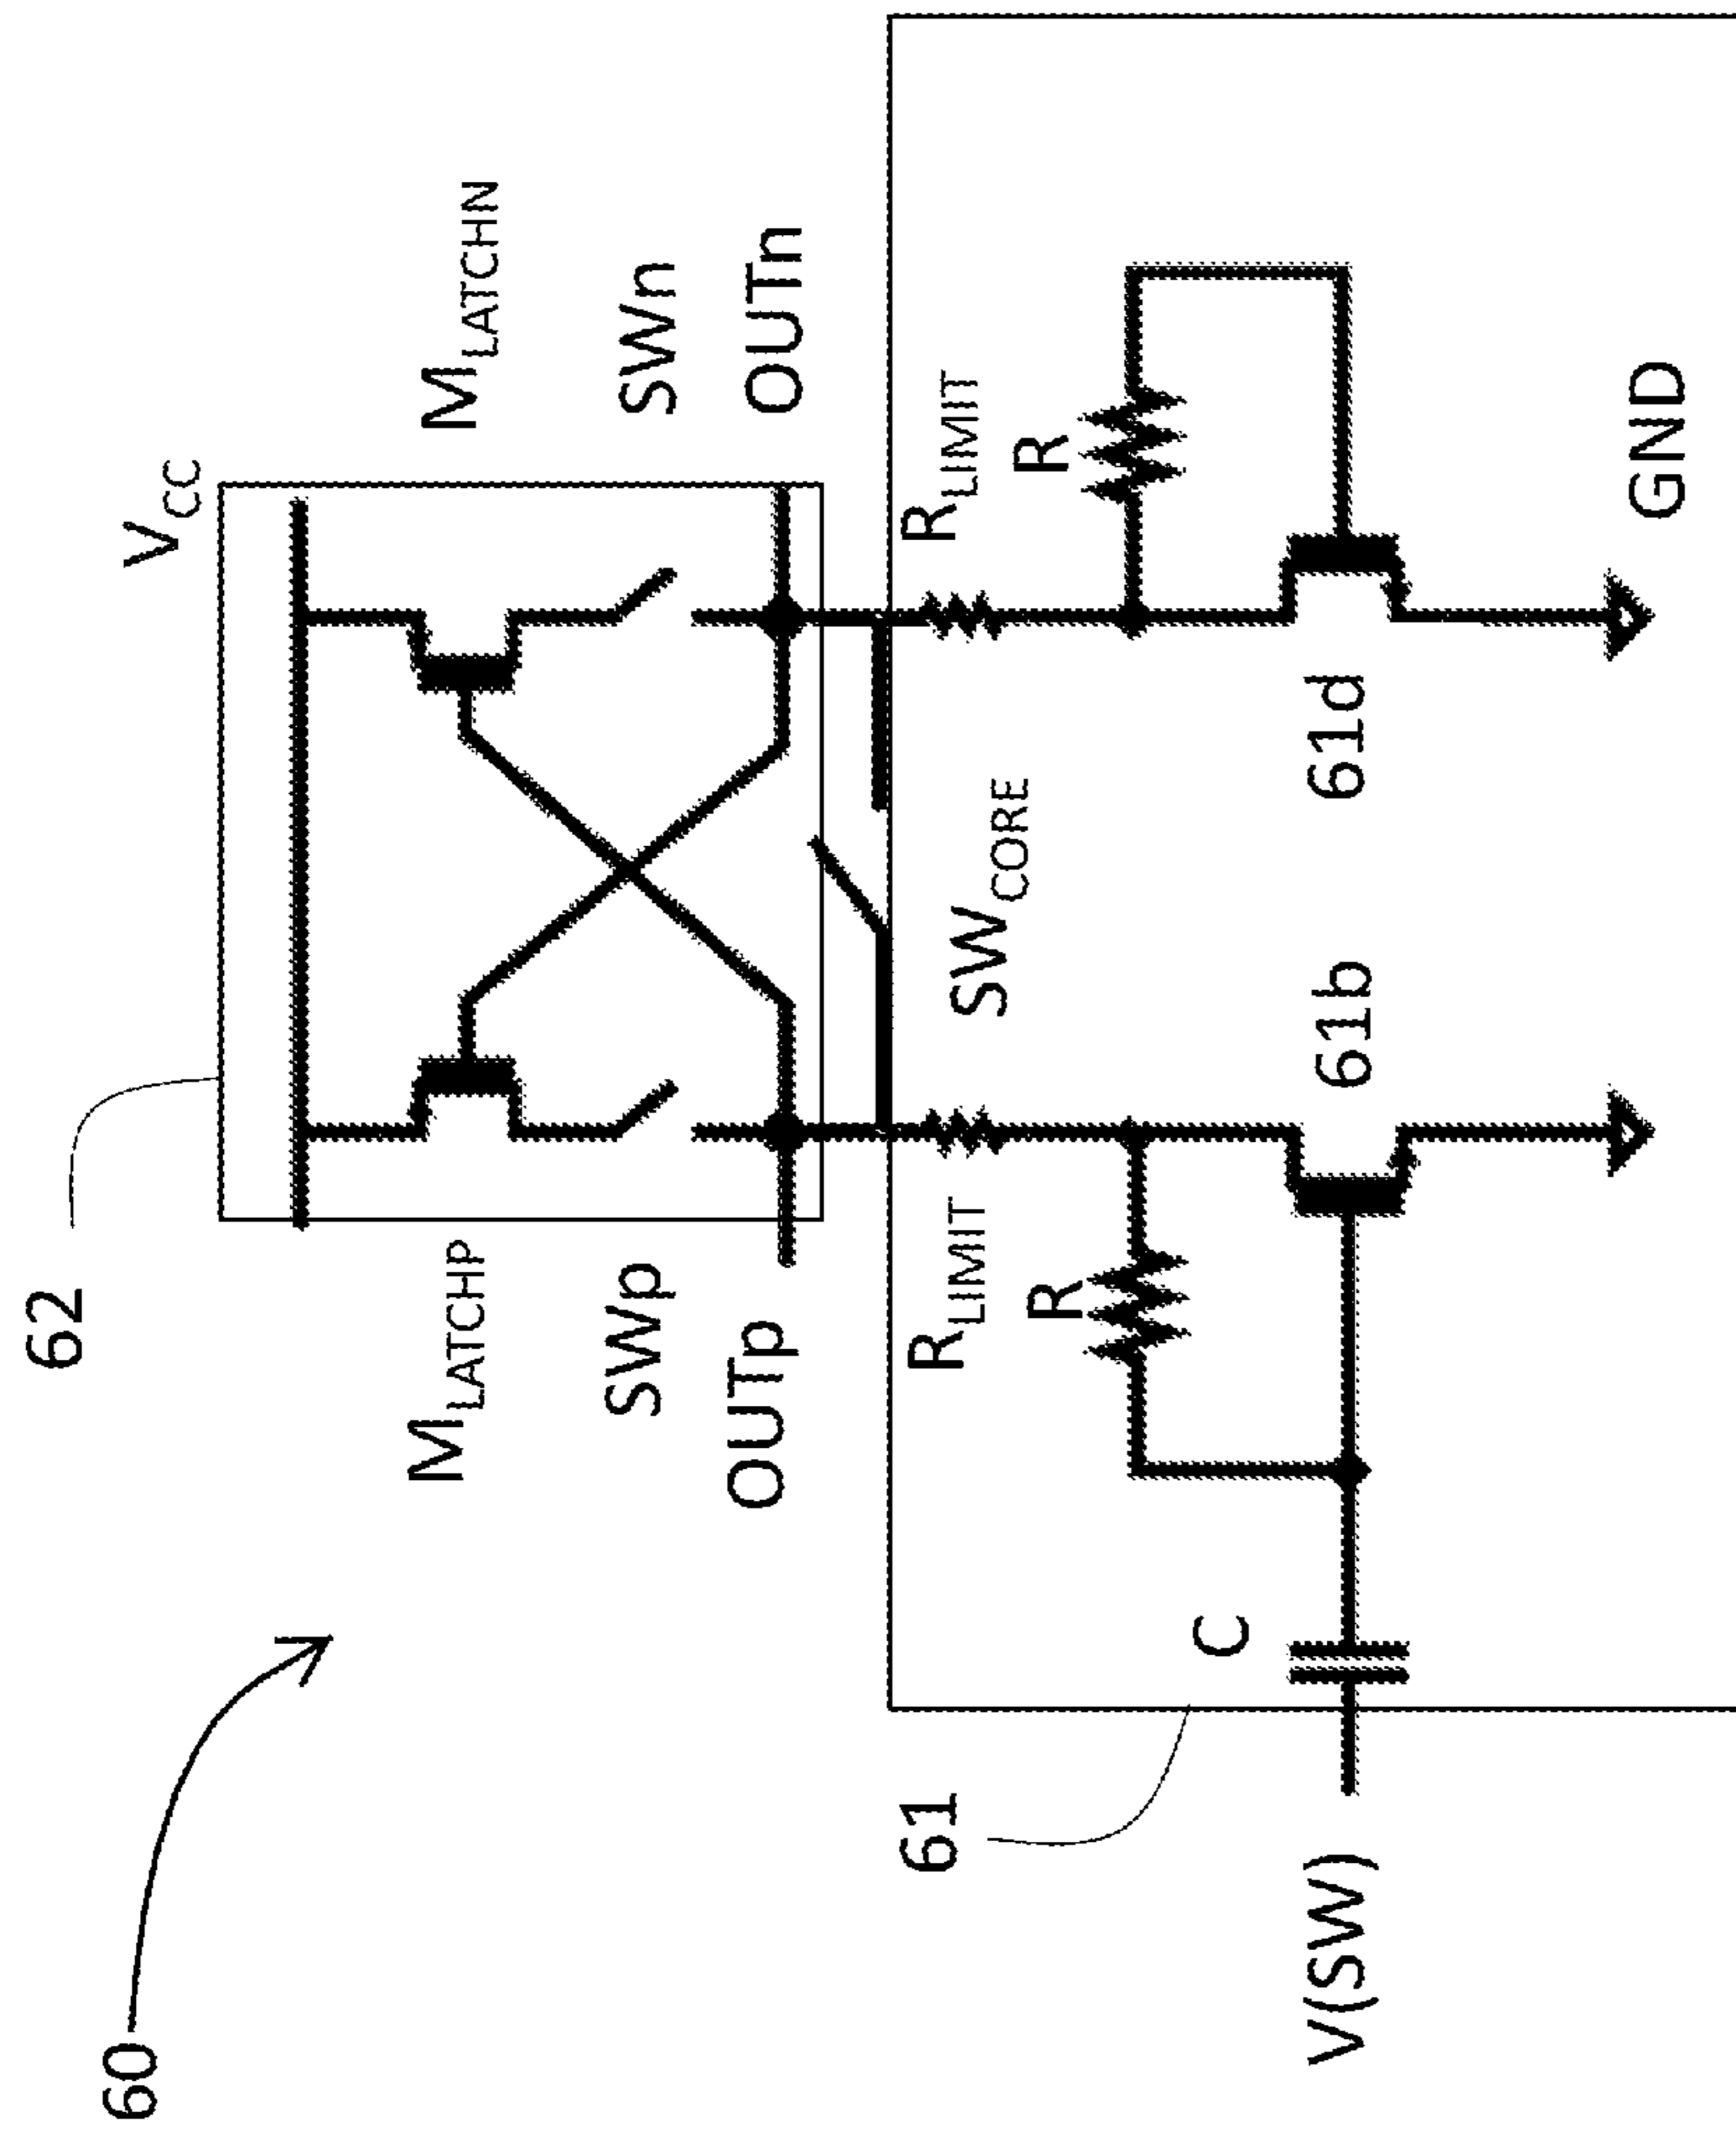 60
62
V_CC
M_LATCHP
M_LATCHN
SWp
SWn
OUTp
OUTn
61
R_LIMIT
R_LIMIT
SW_CORE
R
R
C
V(SW)
61b
61d
GND